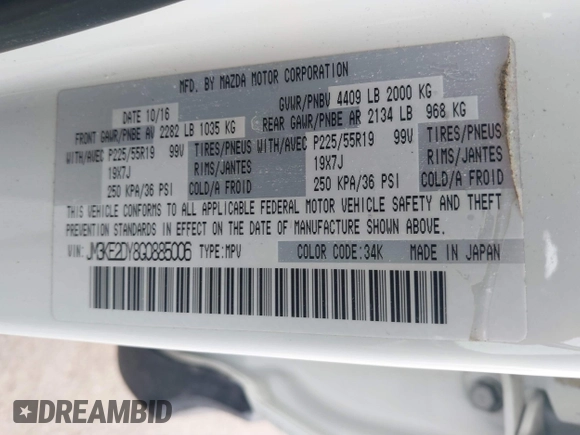 MFD. BY MAZDA MOTOR CORPORATION
DATE 10/16 GVWR/PNBV 4409 LB 2000 KG
FRONT GAWR/PNBE AV 2282 LB 1035 KG REAR GAWR/PNBE AR 2134 LB 968 KG
WITH/AVEC P225/55R19 99V TIRES/PNEUS WITH/AVEC P225/55R19 99V TIRES/PNEUS
19X7J RIMS/JANTES 19X7J RIMS/JANTES
250 KPA/36 PSI COLD/A FROID 250 KPA/36 PSI COLD/A FROID
THIS VEHICLE CONFORMS TO ALL APPLICABLE FEDERAL MOTOR VEHICLE SAFETY AND THEFT
PREVENTION STANDARDS IN EFFECT ON THE DATE OF MANUFACTURE SHOWN ABOVE.
VIN: JM3KE2DY8G0885006 TYPE:MPV COLOR CODE:34K MADE IN JAPAN
DREAMBID